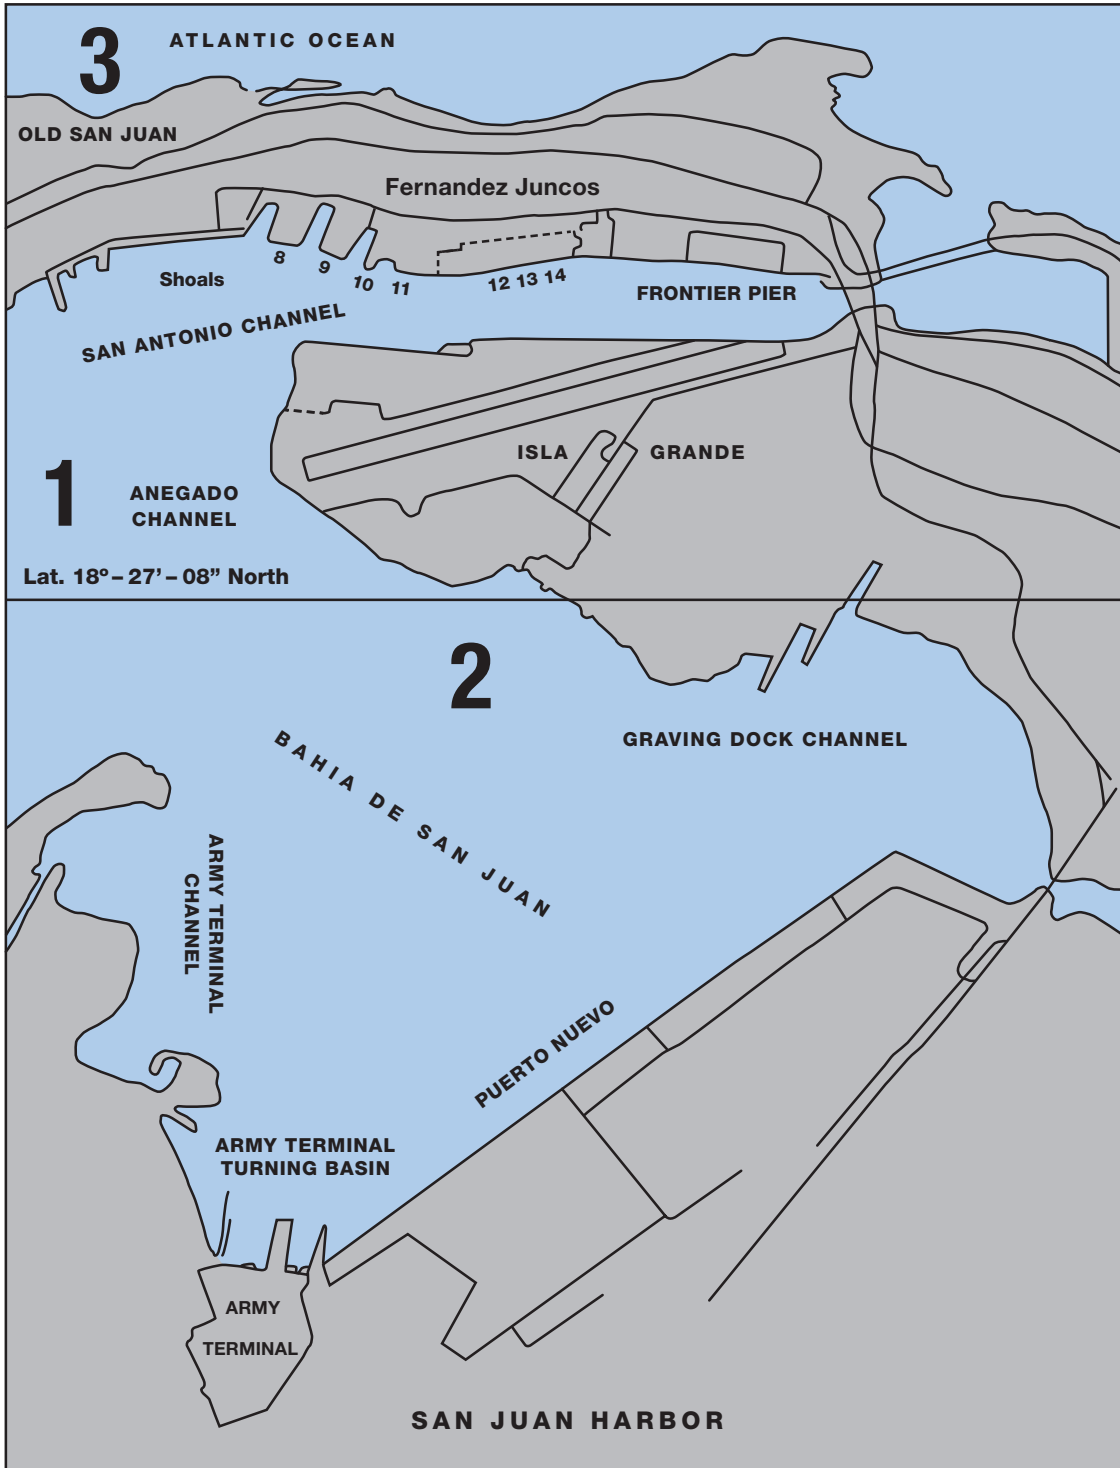 3
ATLANTIC OCEAN
OLD SAN JUAN
Fernandez Juncos
8
9
10
11
12 13 14
Shoals
FRONTIER PIER
SAN ANTONIO CHANNEL
ISLA GRANDE
1
ANEGADO
CHANNEL
Lat. 18º – 27’ – 08” North
2
GRAVING DOCK CHANNEL
BAHIA DE SAN JUAN
ARMY TERMINAL
CHANNEL
PUERTO NUEVO
ARMY TERMINAL
TURNING BASIN
ARMY
TERMINAL
SAN JUAN HARBOR